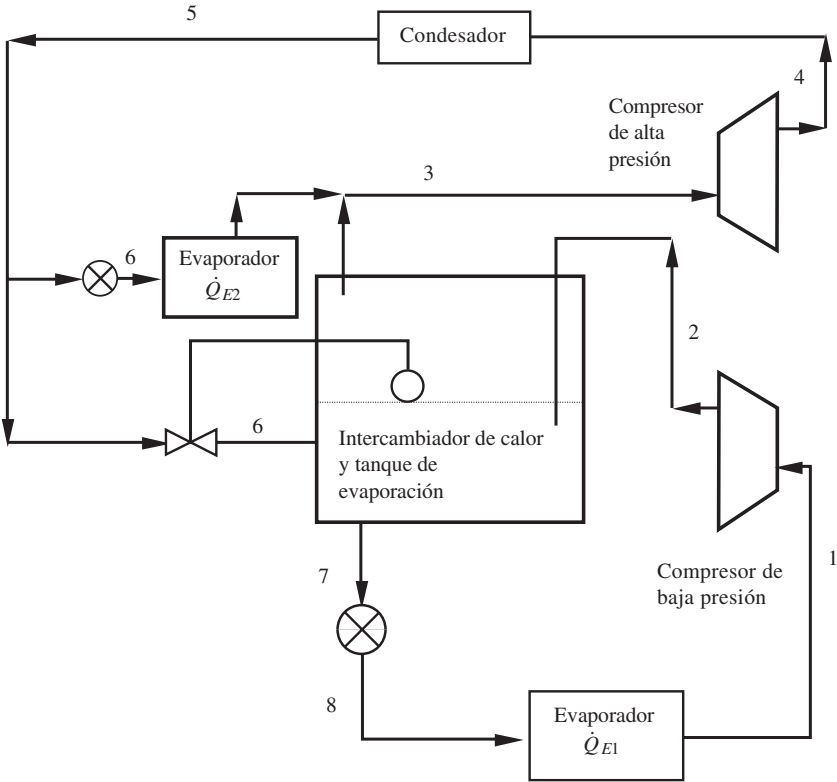 5
Condesador
4
Compresor
de alta
presión
3
6
Evaporador
Q̇E2
2
6
Intercambiador de calor
y tanque de
evaporación
7
1
Compresor de
baja presión
8
Evaporador
Q̇E1